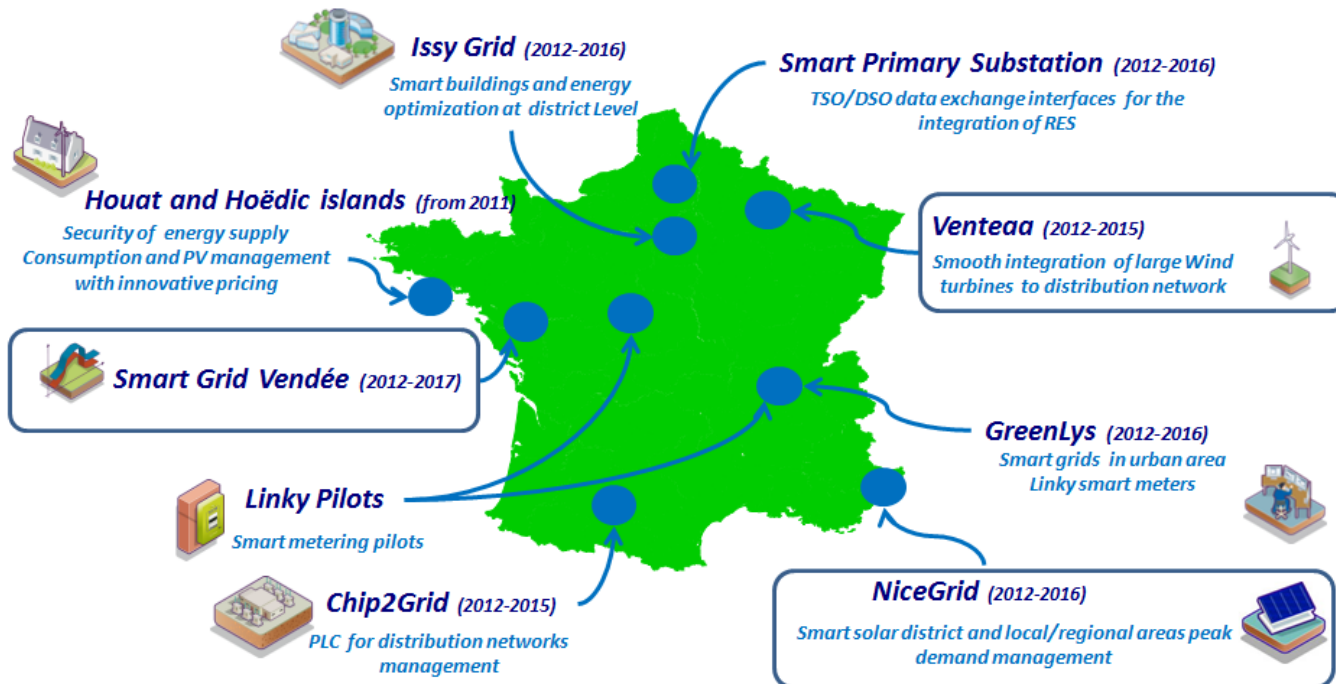 Issy Grid (2012-2016)
Smart buildings and energy
optimization at district Level
Smart Primary Substation (2012-2016)
TSO/DSO data exchange interfaces for the
integration of RES
Houat and Hoëdic islands (from 2011)
Security of energy supply
Consumption and PV management
with innovative pricing
Venteaa (2012-2015)
Smooth integration of large Wind
turbines to distribution network
Smart Grid Vendée (2012-2017)
GreenLys (2012-2016)
Smart grids in urban area
Linky smart meters
Linky Pilots
Smart metering pilots
Chip2Grid (2012-2015)
PLC for distribution networks
management
NiceGrid (2012-2016)
Smart solar district and local/regional areas peak
demand management